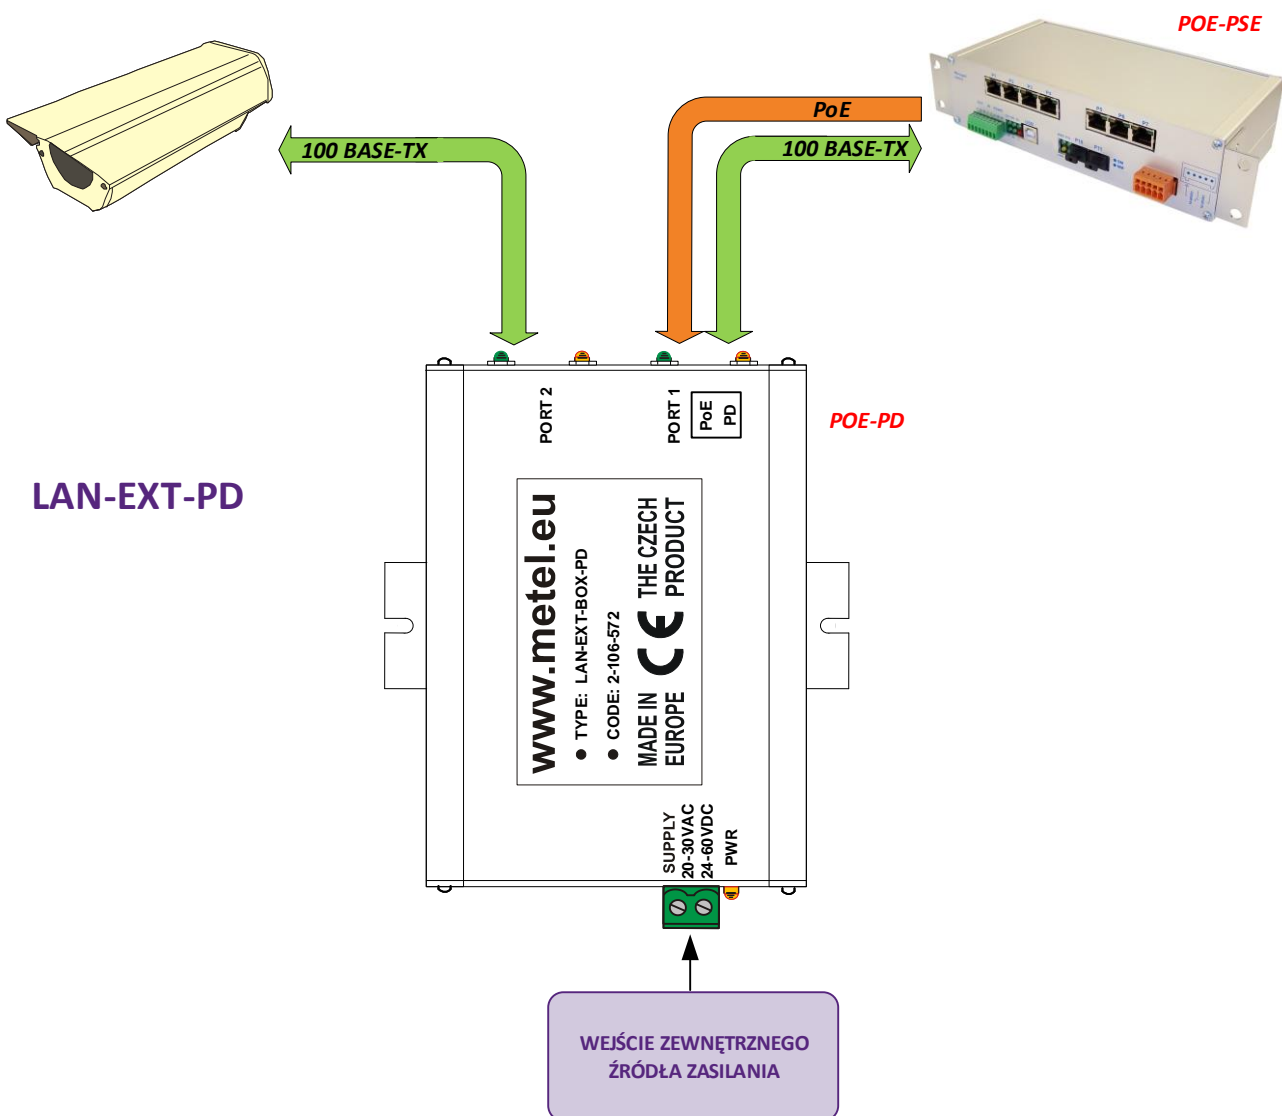 POE-PSE
PoE
100 BASE-TX
100 BASE-TX
PORT 2
PORT 1
PoE
PD
POE-PD
LAN-EXT-PD
www.metel.eu
● TYPE: LAN-EXT-BOX-PD
● CODE: 2-106-572
MADE IN
EUROPE
CE
THE CZECH
PRODUCT
SUPPLY
20-30VAC
24-60VDC
PWR
WEJŚCIE ZEWNĘTRZNEGO
ŹRÓDŁA ZASILANIA